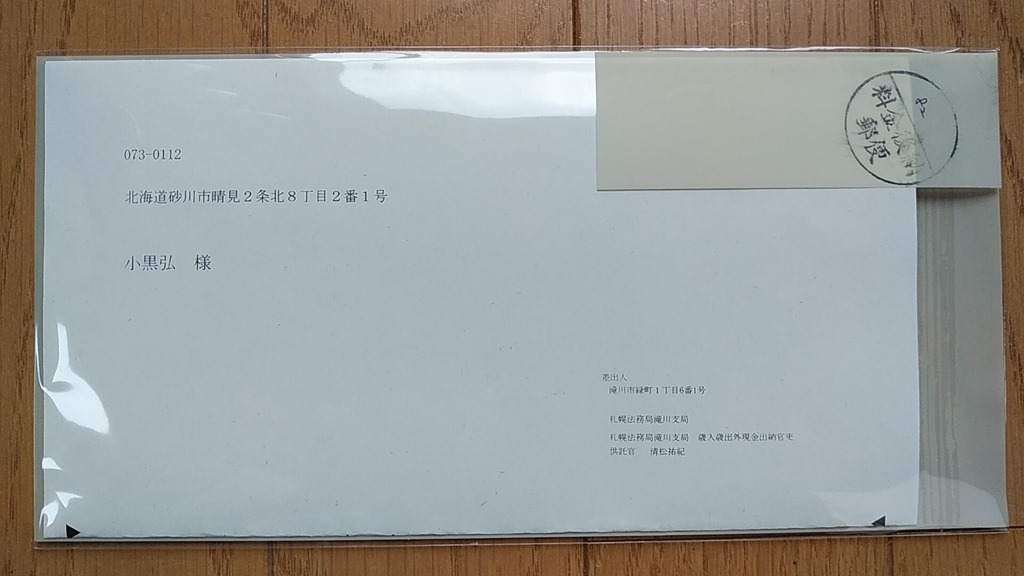 82
料金後納
郵便
073-0112
北海道砂川市晴見２条北８丁目２番１号
小黒弘　様
差出人
滝川市緑町１丁目6番1号
札幌法務局滝川支局
札幌法務局滝川支局　歳入歳出外現金出納官吏
供託官　清松祐紀